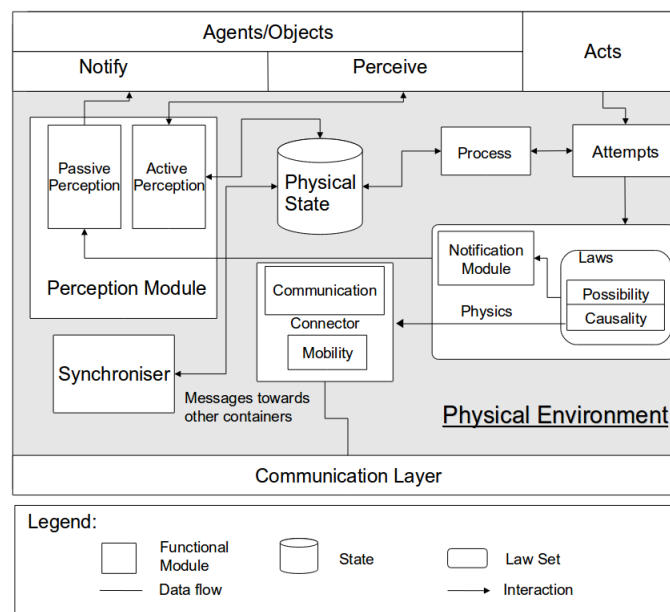 Agents/Objects
Acts
Notify
Perceive
Passive
Perception
Active
Perception
Physical
State
Process
Attempts
Perception Module
Notification
Module
Laws
Possibility
Causality
Physics
Communication
Connector
Mobility
Synchroniser
Messages towards
other containers
Physical Environment
Communication Layer
Legend:
Functional
Module
State
Law Set
Data flow
Interaction